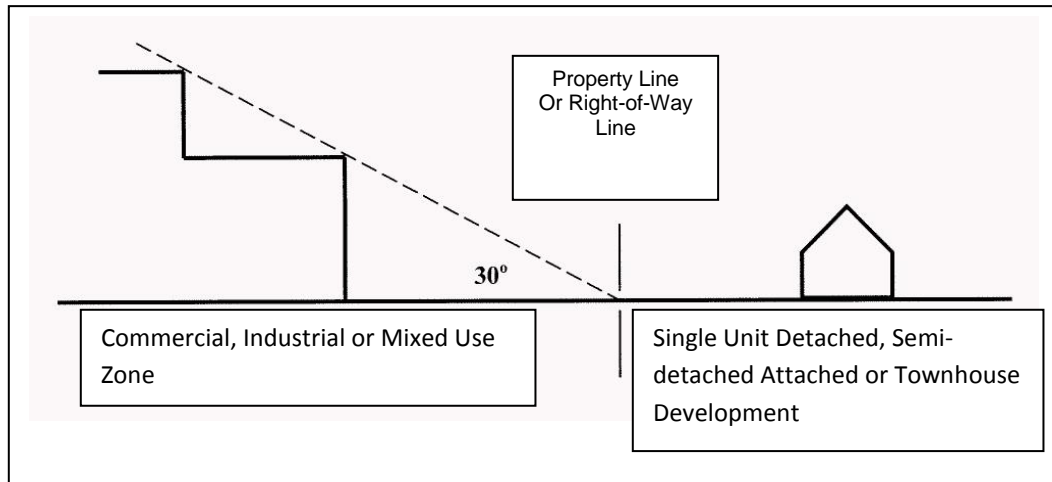 Property Line
Or Right-of-Way
Line
30°
Commercial, Industrial or Mixed Use
Zone
Single Unit Detached, Semi-
detached Attached or Townhouse
Development